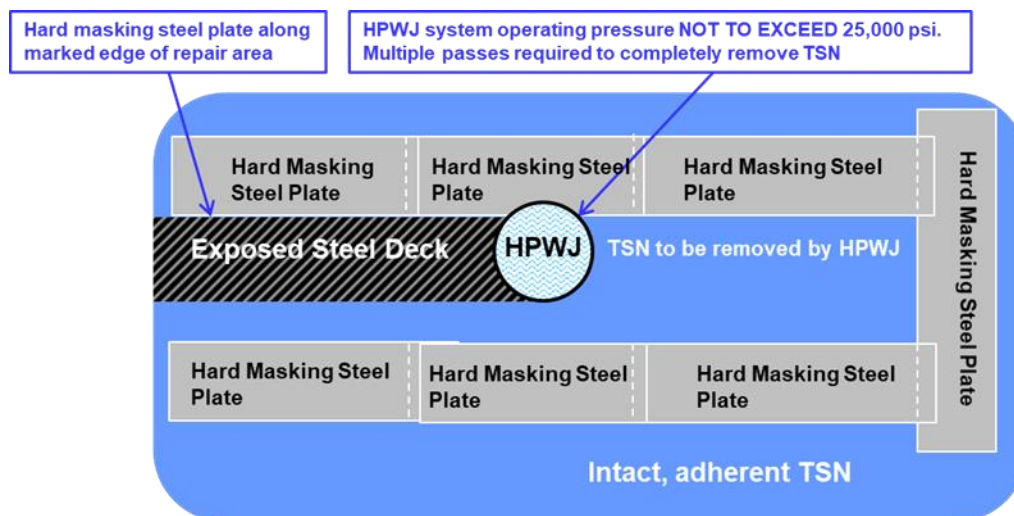 Hard masking steel plate along
marked edge of repair area
HPWJ system operating pressure NOT TO EXCEED 25,000 psi.
Multiple passes required to completely remove TSN
Hard Masking
Steel Plate
Hard Masking Steel
Plate
Hard Masking Steel
Plate
Hard Masking Steel Plate
Exposed Steel Deck
HPWJ
TSN to be removed by HPWJ
Hard Masking Steel
Plate
Hard Masking Steel
Plate
Hard Masking Steel
Plate
Intact, adherent TSN